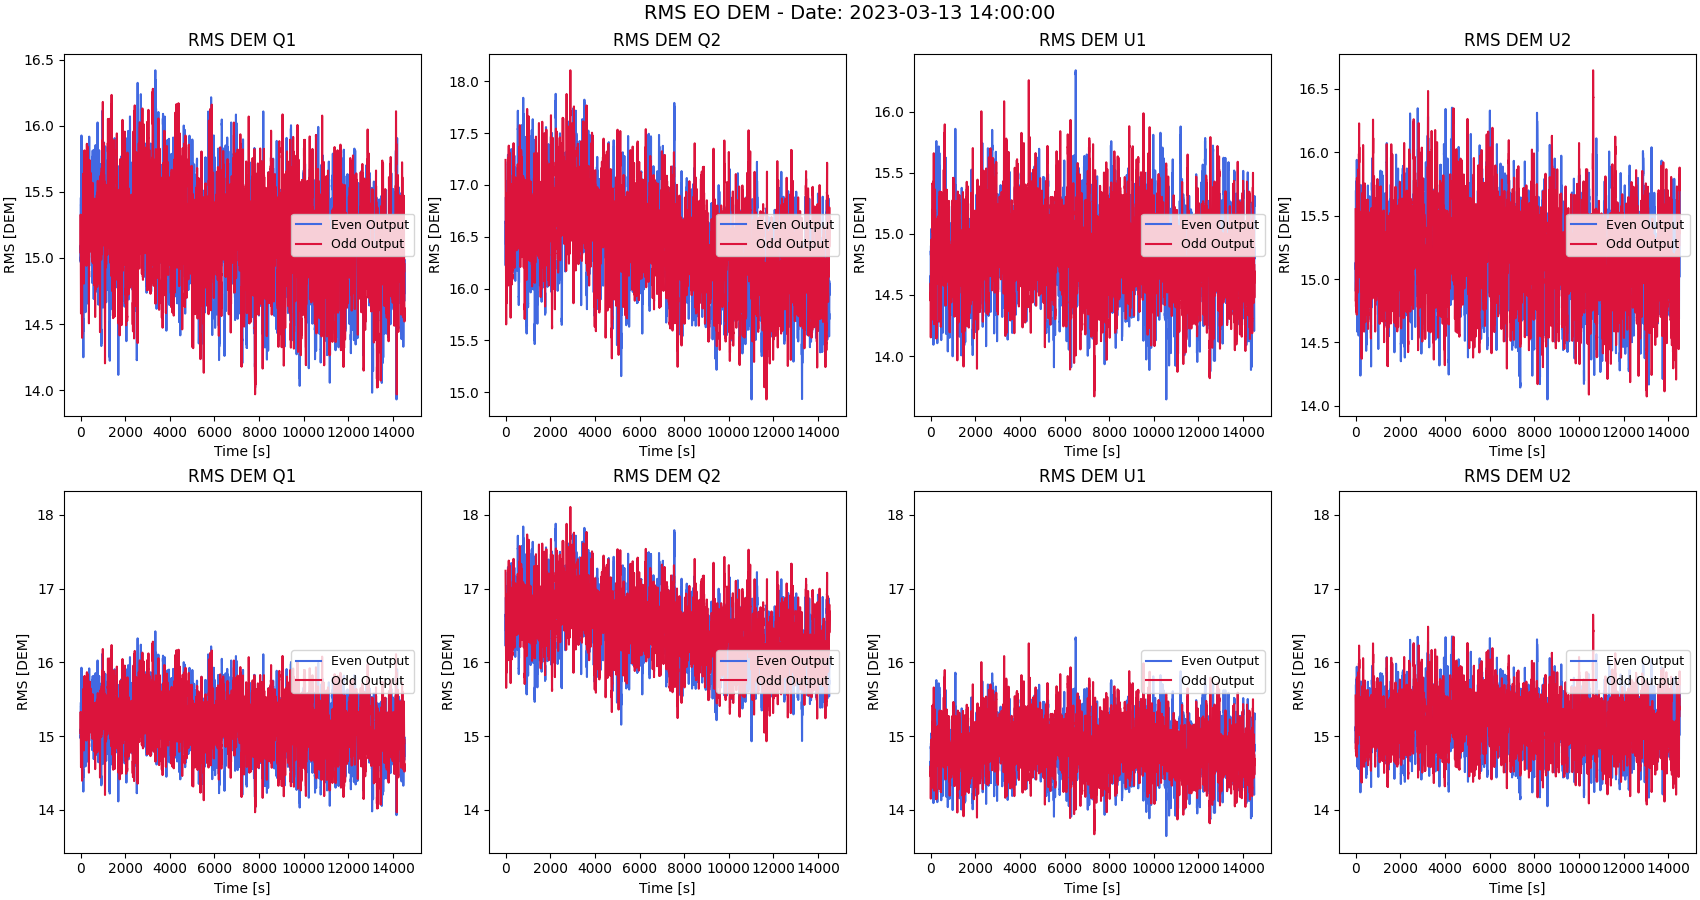 RMS EO DEM - Date: 2023-03-13 14:00:00
RMS DEM Q1
RMS [DEM]
16.5
16.0
15.5
15.0
14.5
14.0
Even Output
Odd Output
0 2000 4000 6000 8000 10000 12000 14000
Time [s]
RMS DEM Q2
RMS [DEM]
18.0
17.5
17.0
16.5
16.0
15.5
15.0
Even Output
Odd Output
0 2000 4000 6000 8000 10000 12000 14000
Time [s]
RMS DEM U1
RMS [DEM]
16.0
15.5
15.0
14.5
14.0
Even Output
Odd Output
0 2000 4000 6000 8000 10000 12000 14000
Time [s]
RMS DEM U2
RMS [DEM]
16.5
16.0
15.5
15.0
14.5
14.0
Even Output
Odd Output
0 2000 4000 6000 8000 10000 12000 14000
Time [s]
RMS DEM Q1
RMS [DEM]
18
17
16
15
14
Even Output
Odd Output
0 2000 4000 6000 8000 10000 12000 14000
Time [s]
RMS DEM Q2
RMS [DEM]
18
17
16
15
14
Even Output
Odd Output
0 2000 4000 6000 8000 10000 12000 14000
Time [s]
RMS DEM U1
RMS [DEM]
18
17
16
15
14
Even Output
Odd Output
0 2000 4000 6000 8000 10000 12000 14000
Time [s]
RMS DEM U2
RMS [DEM]
18
17
16
15
14
Even Output
Odd Output
0 2000 4000 6000 8000 10000 12000 14000
Time [s]